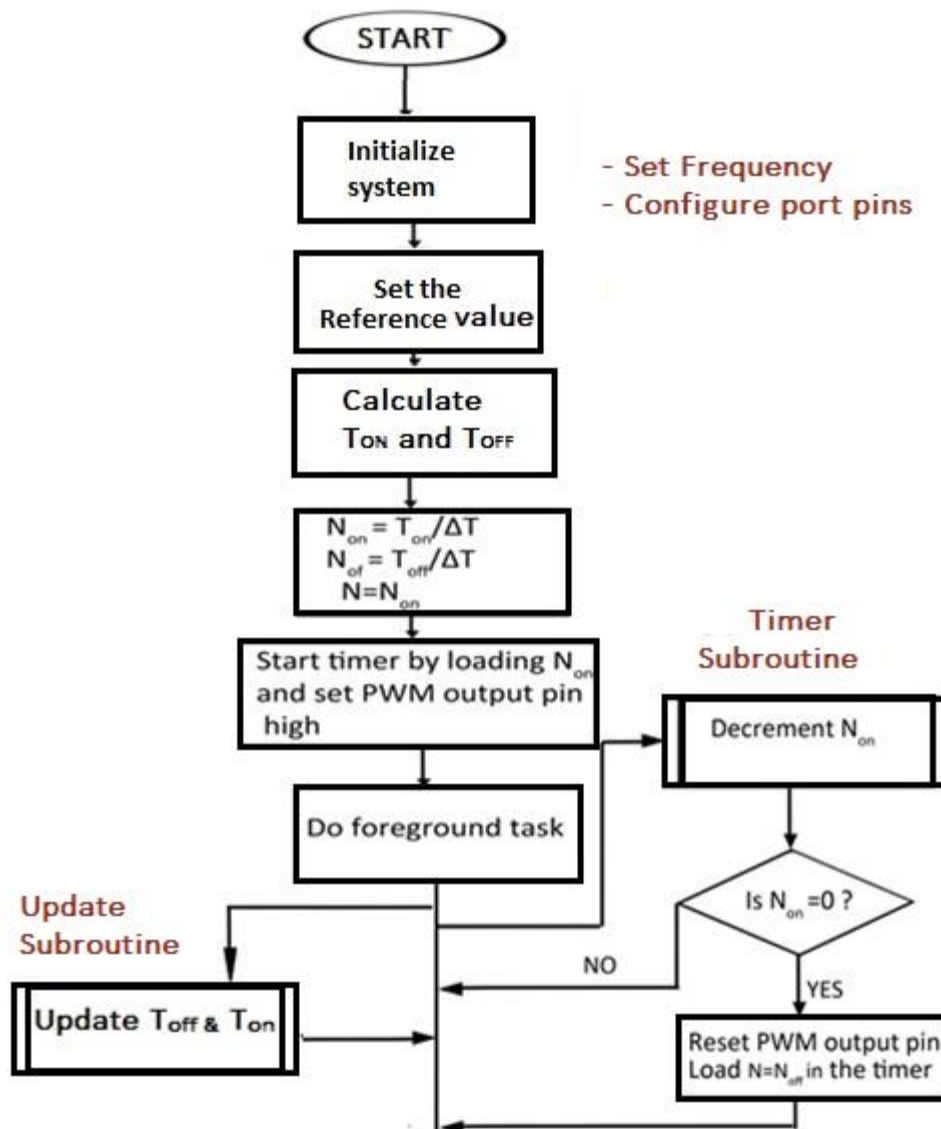 START
Initialize
system
- Set Frequency
- Configure port pins
Set the
Reference value
Calculate
TON and TOFF
Non = Ton/ΔT
Nof = Toff/ΔT
N=Non
Start timer by loading Non
and set PWM output pin
high
Timer
Subroutine
Decrement Non
Do foreground task
Is Non =0 ?
Update
Subroutine
NO
YES
Update Toff & Ton
Reset PWM output pin
Load N=Noff in the timer